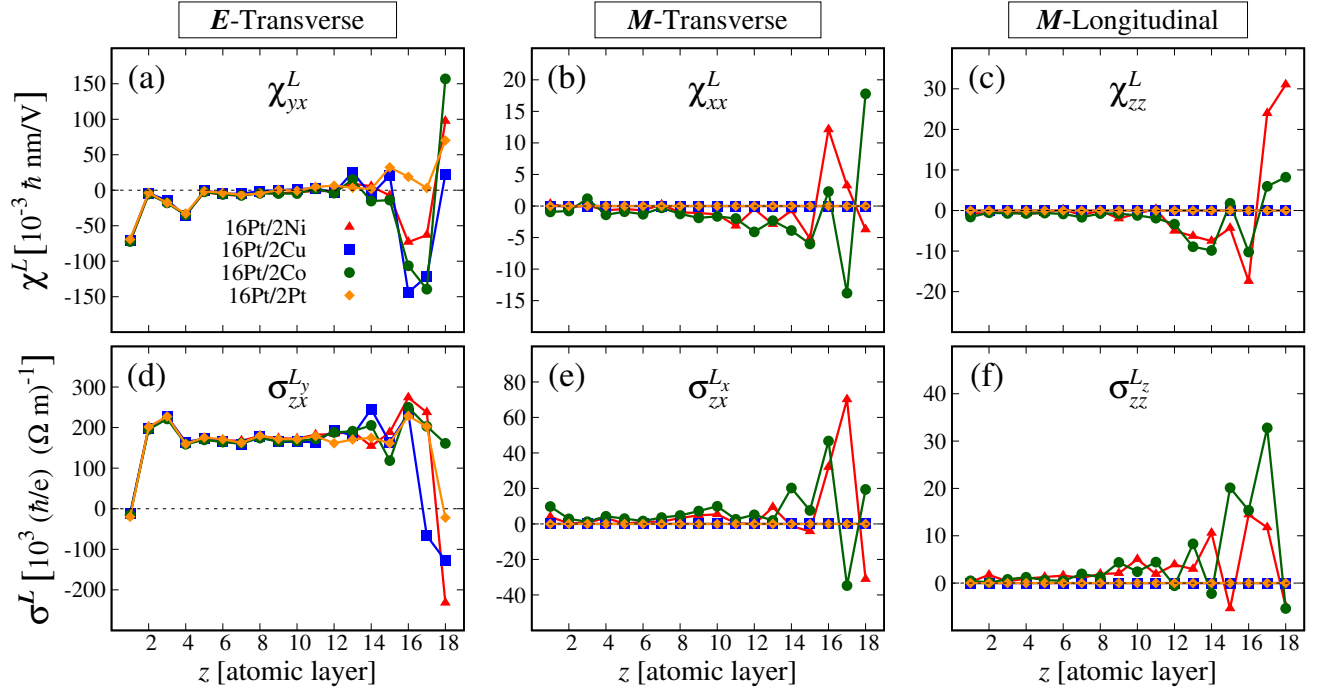 E-Transverse
M-Transverse
M-Longitudinal
χ^L [10^-3 ħ nm/V]
(a)
χ^L_yx
150
100
50
0
-50
-100
-150
16Pt/2Ni
16Pt/2Cu
16Pt/2Co
16Pt/2Pt
(b)
χ^L_xx
20
15
10
5
0
-5
-10
-15
(c)
χ^L_zz
30
20
10
0
-10
-20
σ^L [10^3 (ħ/e) (Ω m)^-1]
(d)
σ^L_y_zx
300
200
100
0
-100
-200
2 4 6 8 10 12 14 16 18
z [atomic layer]
(e)
σ^L_x_zx
80
60
40
20
0
-20
-40
2 4 6 8 10 12 14 16 18
z [atomic layer]
(f)
σ^L_z_zz
40
30
20
10
0
2 4 6 8 10 12 14 16 18
z [atomic layer]